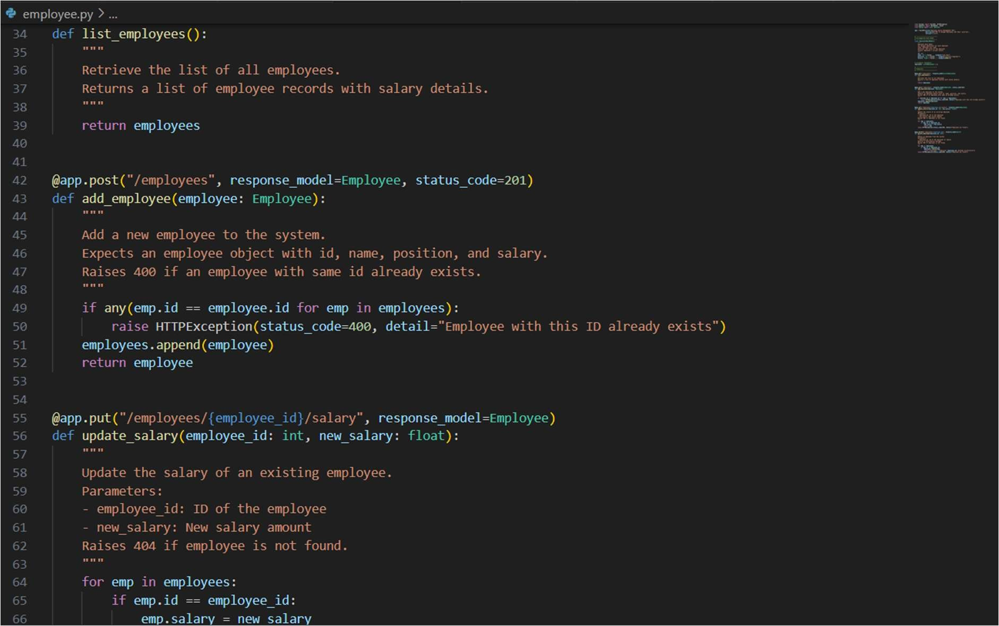 employee.py > ...
34 def list_employees():
35     """
36     Retrieve the list of all employees.
37     Returns a list of employee records with salary details.
38     """
39     return employees
40
41
42 @app.post("/employees", response_model=Employee, status_code=201)
43 def add_employee(employee: Employee):
44     """
45     Add a new employee to the system.
46     Expects an employee object with id, name, position, and salary.
47     Raises 400 if an employee with same id already exists.
48     """
49     if any(emp.id == employee.id for emp in employees):
50         raise HTTPException(status_code=400, detail="Employee with this ID already exists")
51     employees.append(employee)
52     return employee
53
54
55 @app.put("/employees/{employee_id}/salary", response_model=Employee)
56 def update_salary(employee_id: int, new_salary: float):
57     """
58     Update the salary of an existing employee.
59     Parameters:
60     - employee_id: ID of the employee
61     - new_salary: New salary amount
62     Raises 404 if employee is not found.
63     """
64     for emp in employees:
65         if emp.id == employee_id:
66             emp.salary = new_salary